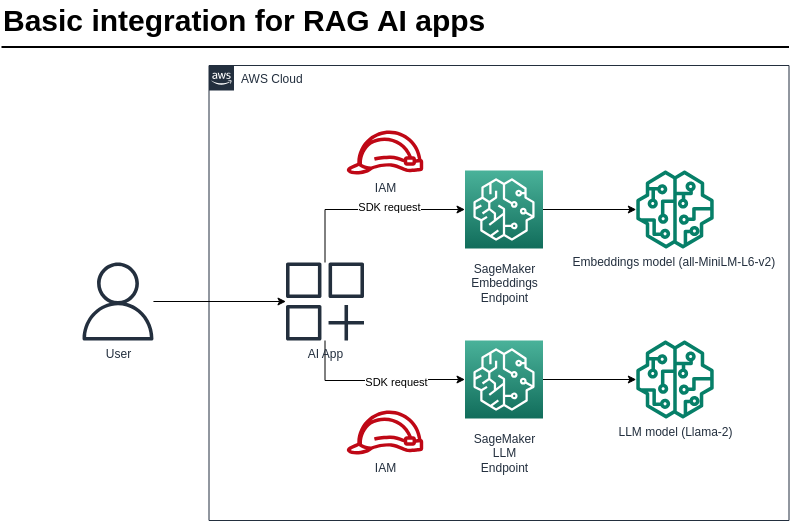 Basic integration for RAG AI apps
aws
AWS Cloud
IAM
SDK request
SageMaker
Embeddings
Endpoint
Embeddings model (all-MiniLM-L6-v2)
User
AI App
SDK request
IAM
SageMaker
LLM
Endpoint
LLM model (Llama-2)